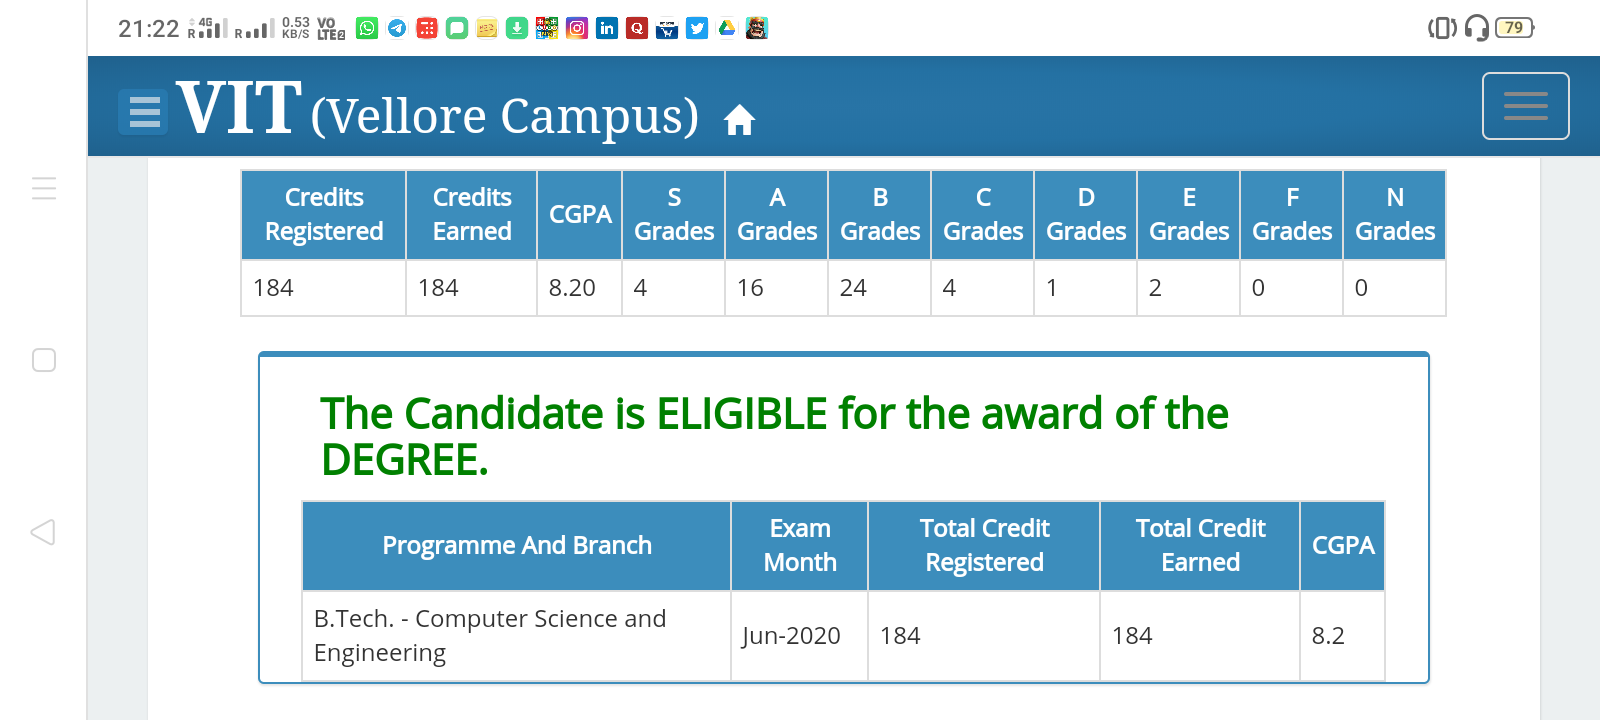 21:22 R 4G R 0.53 KB/S VO LTE2 79
VIT (Vellore Campus)
Credits Registered Credits Earned CGPA S Grades A Grades B Grades C Grades D Grades E Grades F Grades N Grades
184 184 8.20 4 16 24 4 1 2 0 0
The Candidate is ELIGIBLE for the award of the
DEGREE.
Programme And Branch Exam Month Total Credit Registered Total Credit Earned CGPA
B.Tech. - Computer Science and
Engineering Jun-2020 184 184 8.2